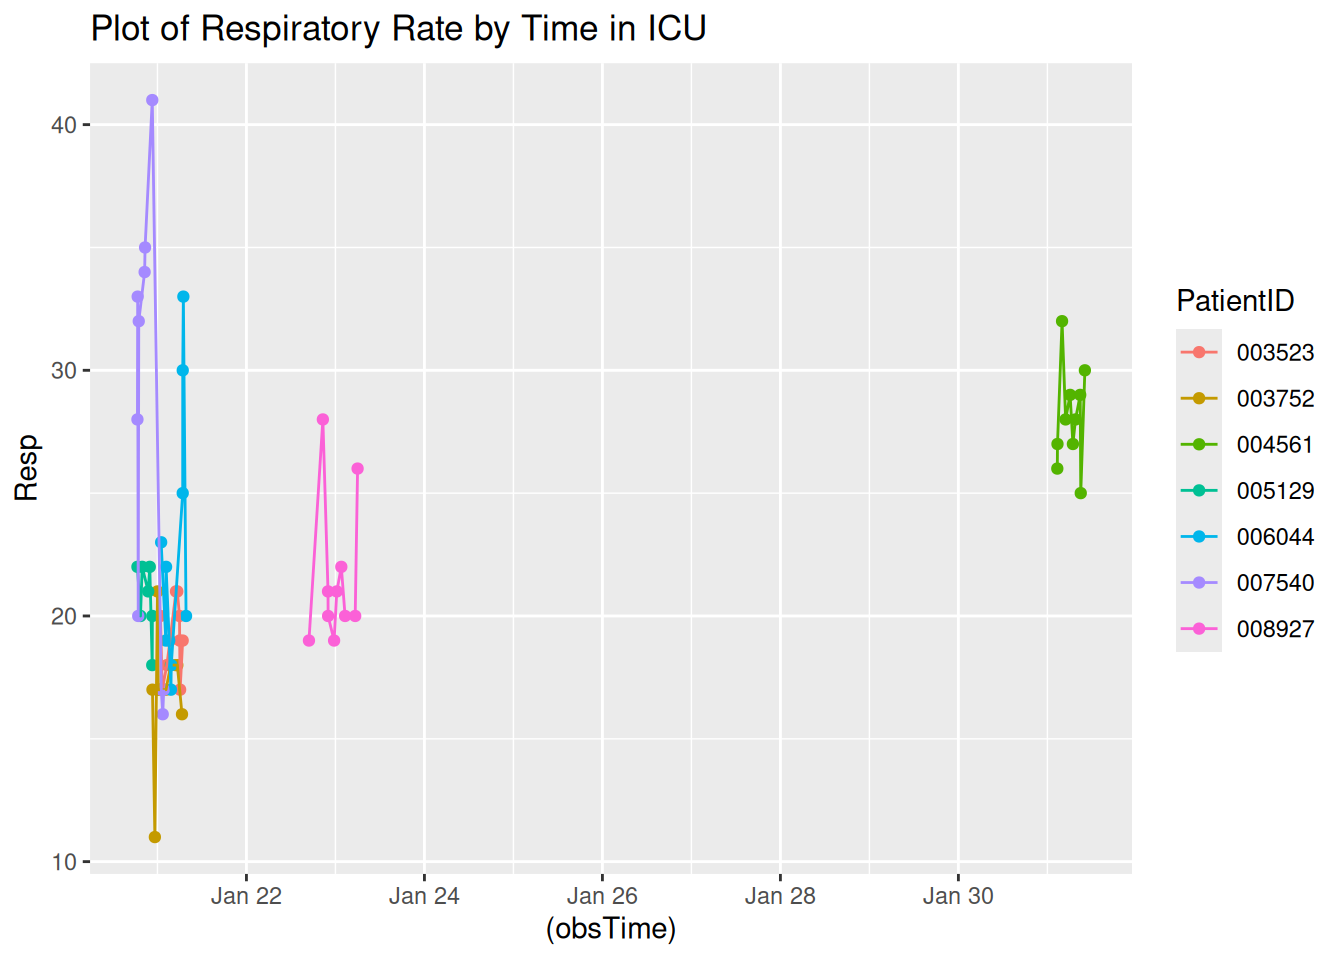 Plot of Respiratory Rate by Time in ICU
40
30
20
10
Resp
Jan 22 Jan 24 Jan 26 Jan 28 Jan 30
(obsTime)
PatientID
003523
003752
004561
005129
006044
007540
008927